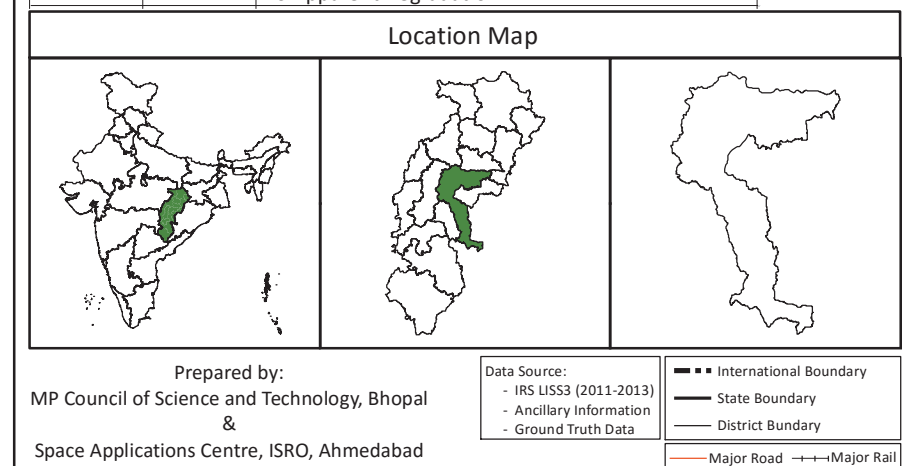 Location Map
Prepared by:
MP Council of Science and Technology, Bhopal
&
Space Applications Centre, ISRO, Ahmedabad
Data Source:
- IRS LISS3 (2011-2013)
- Ancillary Information
- Ground Truth Data
International Boundary
State Boundary
District Bundary
Major Road
Major Rail